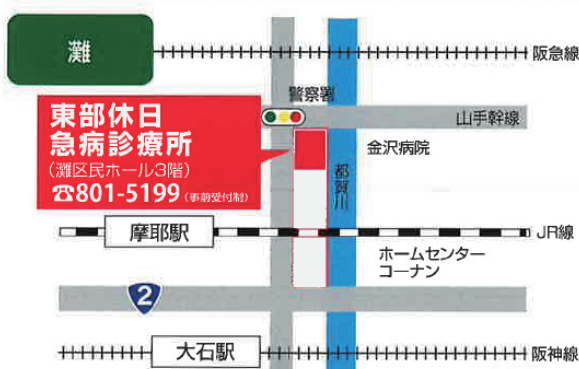 灘
阪急線
警察署
山手幹線
東部休日
急病診療所
(灘区民ホール3階)
☎801-5199(事前受付制)
金沢病院
都賀川
摩耶駅
JR線
ホームセンター
コーナン
2
大石駅
阪神線